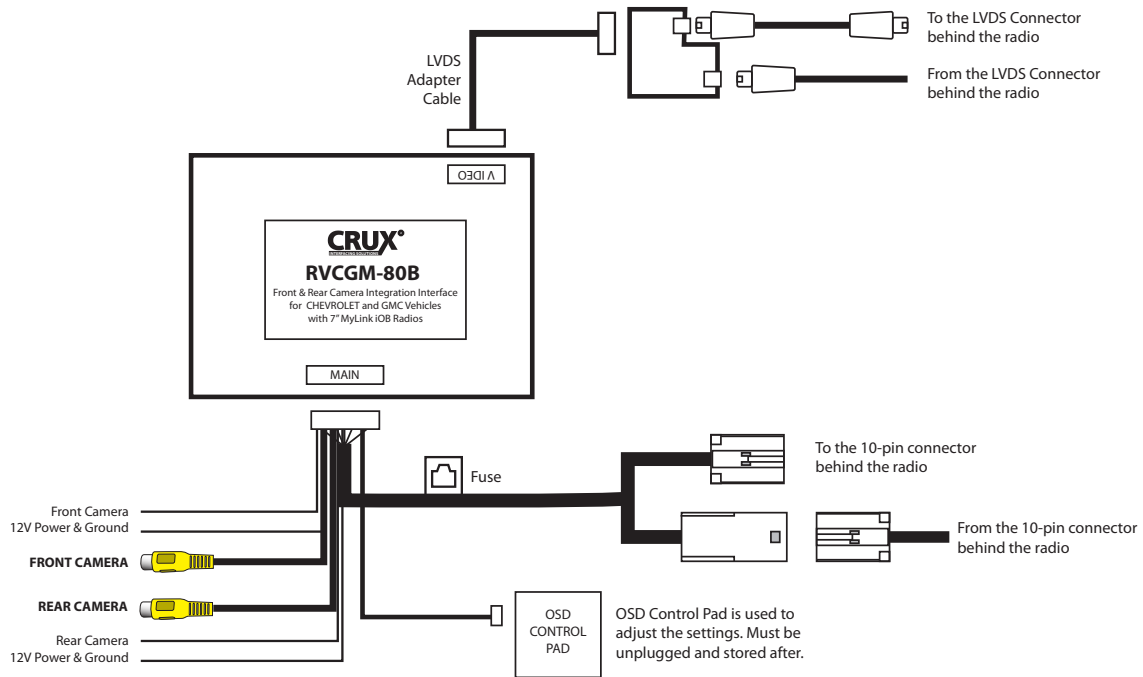 To the LVDS Connector
behind the radio
From the LVDS Connector
behind the radio
LVDS
Adapter
Cable
VIDEO
CRUX
INTERFACING SOLUTIONS
RVCGM-80B
Front & Rear Camera Integration Interface
for CHEVROLET and GMC Vehicles
with 7" MyLink iOB Radios
MAIN
To the 10-pin connector
behind the radio
Fuse
Front Camera
12V Power & Ground
From the 10-pin connector
behind the radio
FRONT CAMERA
REAR CAMERA
OSD
CONTROL
PAD
OSD Control Pad is used to
adjust the settings. Must be
unplugged and stored after.
Rear Camera
12V Power & Ground